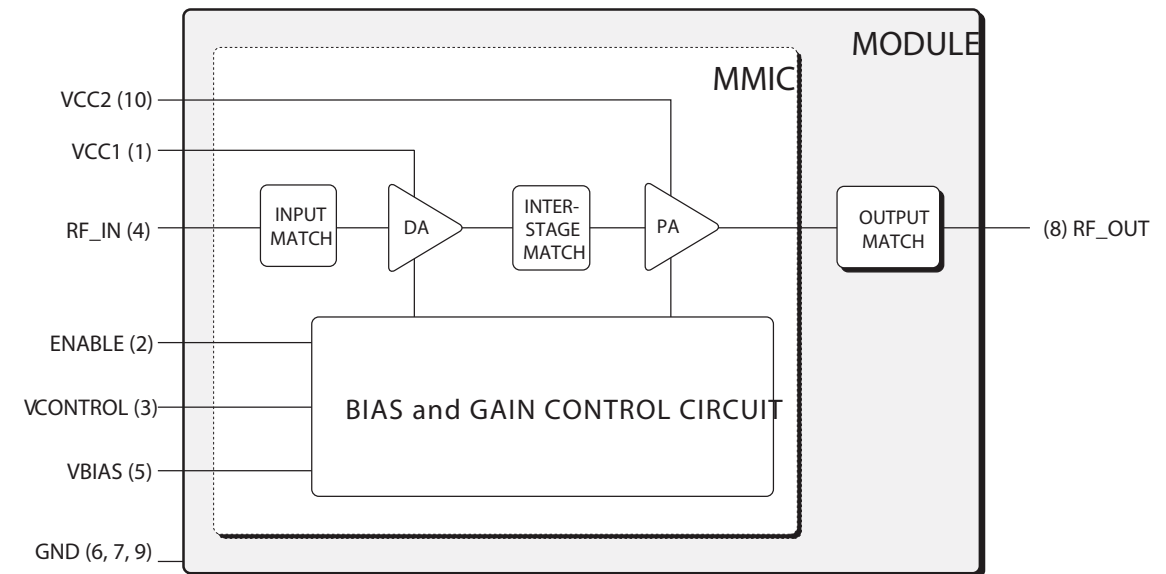 MODULE
MMIC
VCC2 (10)
VCC1 (1)
RF_IN (4)
INPUT
MATCH
DA
INTER-
STAGE
MATCH
PA
OUTPUT
MATCH
(8) RF_OUT
ENABLE (2)
VCONTROL (3)
BIAS and GAIN CONTROL CIRCUIT
VBIAS (5)
GND (6, 7, 9)